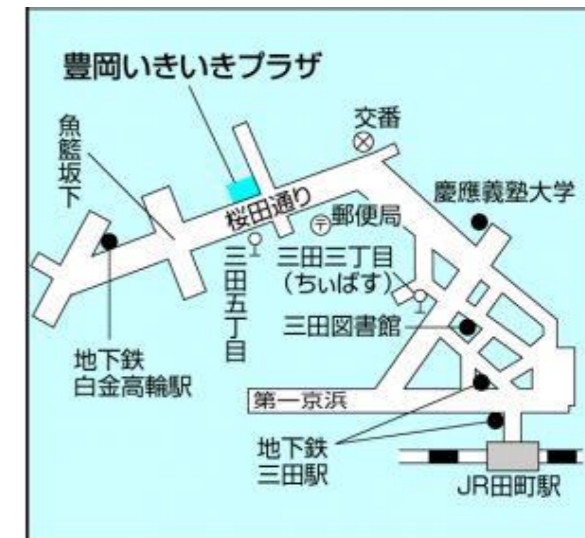 豊岡いきいきプラザ
交番
魚籃坂下
慶應義塾大学
桜田通り
〒郵便局
三田三丁目
（ちぃばす）
三田五丁目
三田図書館
地下鉄
白金高輪駅
第一京浜
地下鉄
三田駅
JR田町駅